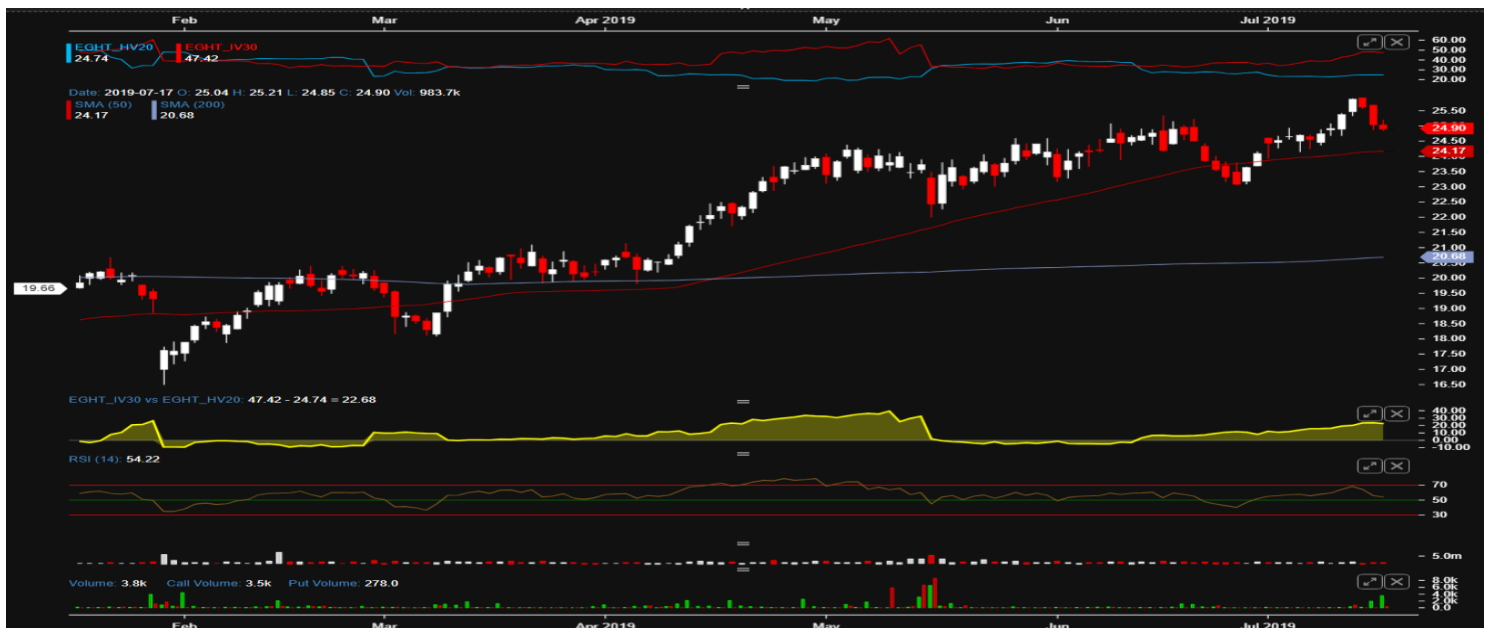 Feb Mar Apr 2019 May Jun Jul 2019
EGHT_HV20 EGHT_IV30
24.74 47.42
60.00
50.00
40.00
30.00
20.00
Date: 2019-07-17 O: 25.04 H: 25.21 L: 24.85 C: 24.90 Vol: 983.7k
SMA (50) SMA (200)
24.17 20.68
25.50
24.90
24.50
24.17
23.50
23.00
22.50
22.00
21.50
21.00
20.68
20.00
19.66
19.50
19.00
18.50
18.00
17.50
17.00
16.50
EGHT_IV30 vs EGHT_HV20: 47.42 - 24.74 = 22.68
40.00
30.00
20.00
10.00
0.00
-10.00
RSI (14): 54.22
70
50
30
5.0m
Volume: 3.8k Call Volume: 3.5k Put Volume: 278.0
8.0k
6.0k
4.0k
2.0k
0.0
Feb Mar Apr 2019 May Jun Jul 2019